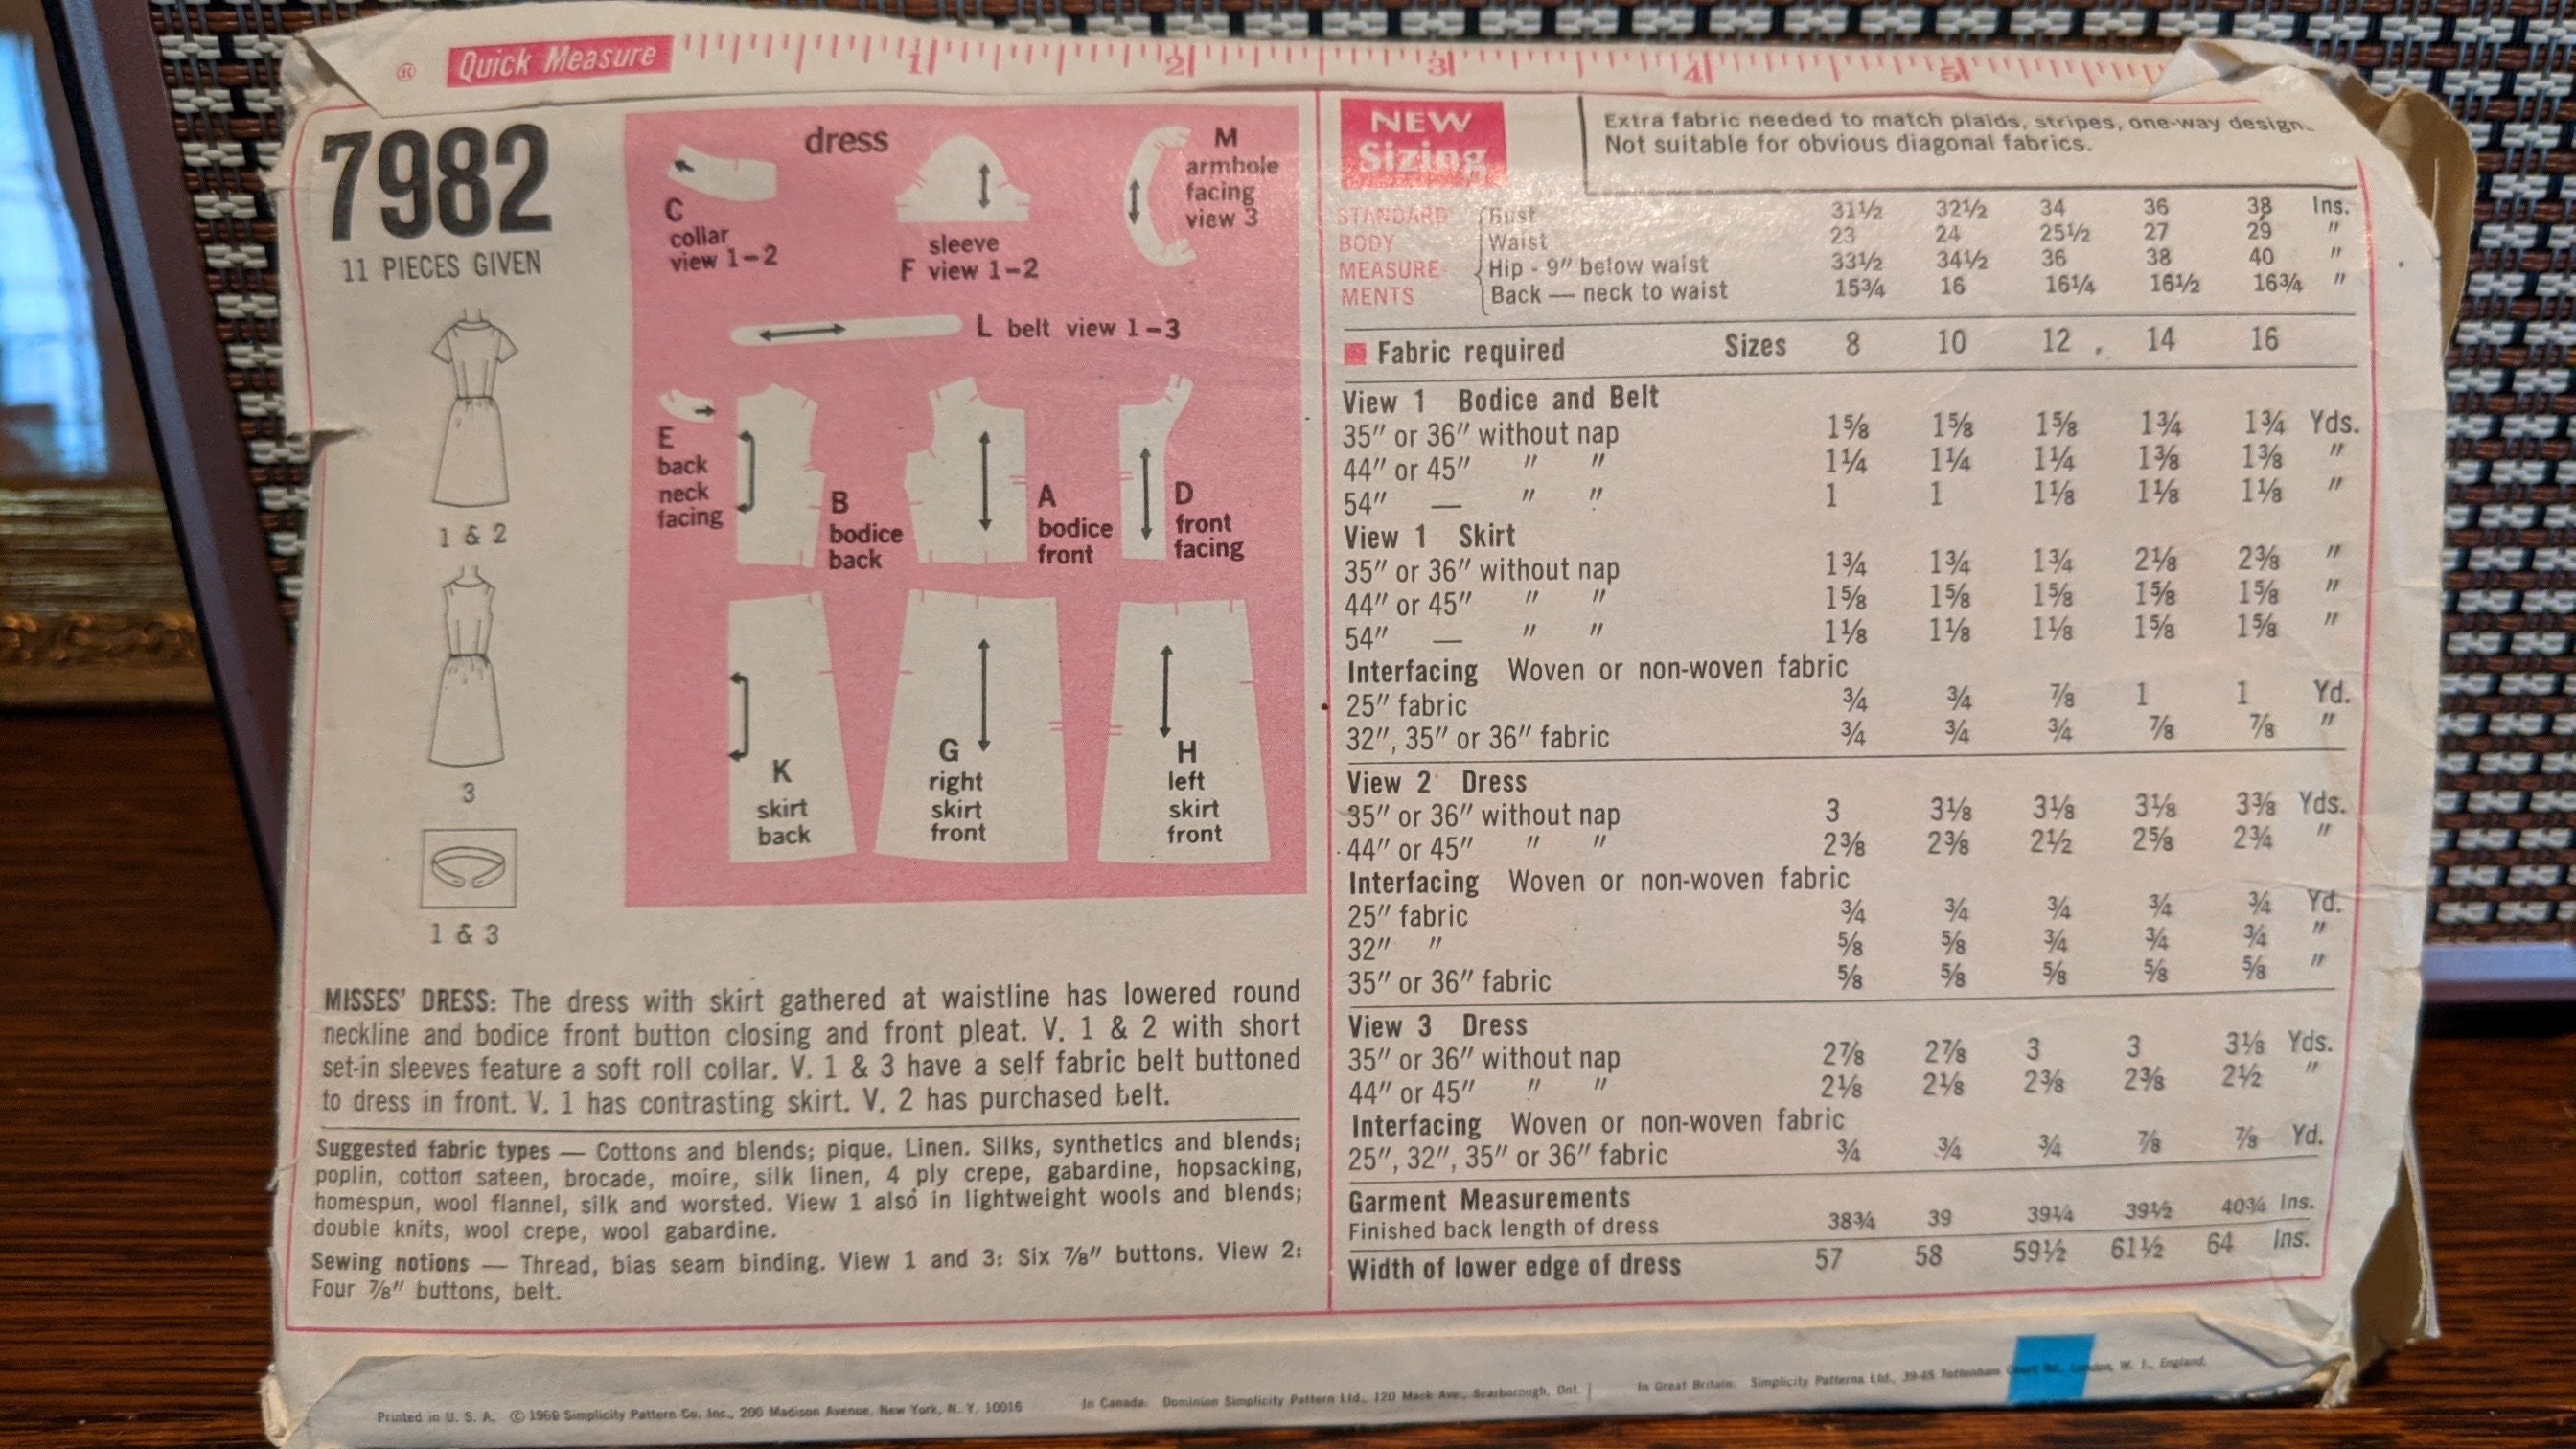 ® Quick Measure 1 2 3 4 5
7982
11 PIECES GIVEN
1 & 2
3
1 & 3
dress
C
collar
view 1-2
sleeve
F view 1-2
M
armhole
facing
view 3
L belt view 1-3
E
back
neck
facing
B
bodice
back
A
bodice
front
D
front
facing
K
skirt
back
G
right
skirt
front
H
left
skirt
front
MISSES' DRESS: The dress with skirt gathered at waistline has lowered round
neckline and bodice front button closing and front pleat. V. 1 & 2 with short
set-in sleeves feature a soft roll collar. V. 1 & 3 have a self fabric belt buttoned
to dress in front. V. 1 has contrasting skirt. V. 2 has purchased belt.
Suggested fabric types — Cottons and blends; pique. Linen. Silks, synthetics and blends;
poplin, cotton sateen, brocade, moire, silk linen, 4 ply crepe, gabardine, hopsacking,
homespun, wool flannel, silk and worsted. View 1 also in lightweight wools and blends;
double knits, wool crepe, wool gabardine.
Sewing notions — Thread, bias seam binding. View 1 and 3: Six ⅞" buttons. View 2:
Four ⅞" buttons, belt.
NEW
Sizing
Extra fabric needed to match plaids, stripes, one-way design.
Not suitable for obvious diagonal fabrics.
STANDARD
BODY
MEASURE-
MENTS
Bust 31½ 32½ 34 36 38 Ins.
Waist 23 24 25½ 27 29 "
Hip - 9" below waist 33½ 34½ 36 38 40 "
Back — neck to waist 15¾ 16 16¼ 16½ 16¾ "
Fabric required Sizes 8 10 12 14 16
View 1 Bodice and Belt
35" or 36" without nap 1⅝ 1⅝ 1⅝ 1¾ 1¾ Yds.
44" or 45" " " 1¼ 1¼ 1¼ 1⅜ 1⅜ "
54" — " " 1 1 1⅛ 1⅛ 1⅛ "
View 1 Skirt
35" or 36" without nap 1¾ 1¾ 1¾ 2⅛ 2⅜ "
44" or 45" " " 1⅝ 1⅝ 1⅝ 1⅝ 1⅝ "
54" — " " 1⅛ 1⅛ 1⅛ 1⅝ 1⅝ "
Interfacing Woven or non-woven fabric
25" fabric ¾ ¾ ⅞ 1 1 Yd.
32", 35" or 36" fabric ¾ ¾ ¾ ⅞ ⅞ "
View 2 Dress
35" or 36" without nap 3 3⅛ 3⅛ 3⅛ 3⅜ Yds.
44" or 45" " " 2⅜ 2⅜ 2½ 2⅝ 2¾ "
Interfacing Woven or non-woven fabric
25" fabric ¾ ¾ ¾ ¾ ¾ Yd.
32" " ⅝ ⅝ ¾ ¾ ¾ "
35" or 36" fabric ⅝ ⅝ ⅝ ⅝ ⅝ "
View 3 Dress
35" or 36" without nap 2⅞ 2⅞ 3 3 3⅛ Yds.
44" or 45" " " 2⅛ 2⅛ 2⅜ 2⅜ 2½ "
Interfacing Woven or non-woven fabric
25", 32", 35" or 36" fabric ¾ ¾ ¾ ⅞ ⅞ Yd.
Garment Measurements
Finished back length of dress 38¾ 39 39¼ 39½ 40¾ Ins.
Width of lower edge of dress 57 58 59½ 61½ 64 Ins.
Printed in U. S. A. © 1969 Simplicity Pattern Co. Inc., 200 Madison Avenue, New York, N. Y. 10016
In Canada: Dominion Simplicity Pattern Ltd., 120 Mack Ave., Scarborough, Ont.
In Great Britain: Simplicity Patterns Ltd., 39-45 Tottenham Court Rd., London, W. 1., England.